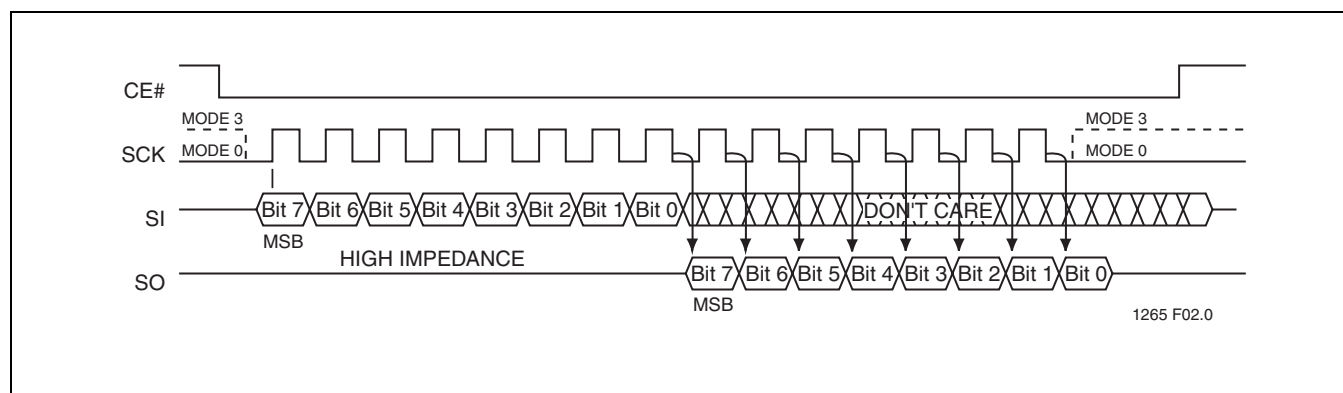 CE#
MODE 3 MODE 3
SCK MODE 0 MODE 0
SI Bit 7 Bit 6 Bit 5 Bit 4 Bit 3 Bit 2 Bit 1 Bit 0 DON'T CARE
MSB
HIGH IMPEDANCE
SO Bit 7 Bit 6 Bit 5 Bit 4 Bit 3 Bit 2 Bit 1 Bit 0
MSB
1265 F02.0